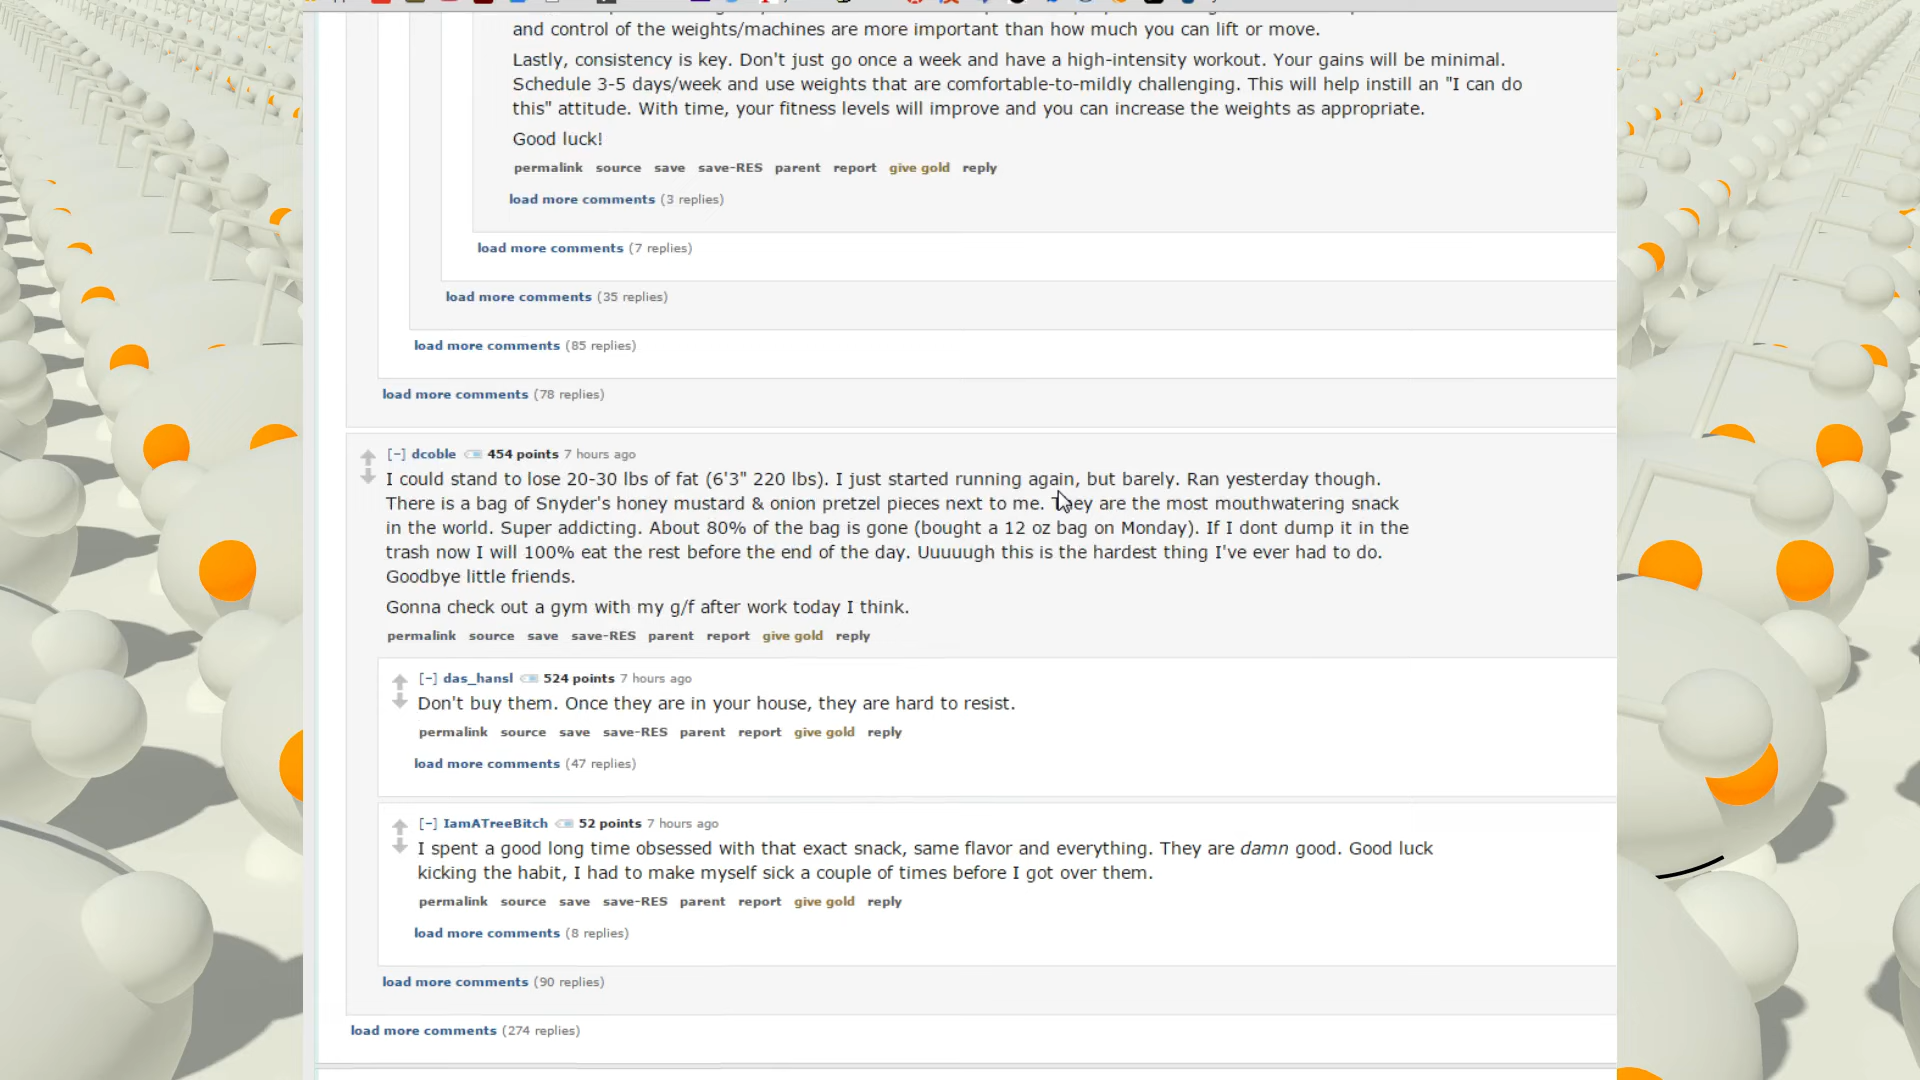 and control of the weights/machines are more important than how much you can lift or move.
Lastly, consistency is key. Don't just go once a week and have a high-intensity workout. Your gains will be minimal.
Schedule 3-5 days/week and use weights that are comfortable-to-mildly challenging. This will help instill an "I can do
this" attitude. With time, your fitness levels will improve and you can increase the weights as appropriate.
Good luck!
permalink source save save-RES parent report give gold reply
load more comments (3 replies)
load more comments (7 replies)
load more comments (35 replies)
load more comments (85 replies)
load more comments (78 replies)
[–] dcoble 454 points 7 hours ago
I could stand to lose 20-30 lbs of fat (6'3" 220 lbs). I just started running again, but barely. Ran yesterday though.
There is a bag of Snyder's honey mustard & onion pretzel pieces next to me. They are the most mouthwatering snack
in the world. Super addicting. About 80% of the bag is gone (bought a 12 oz bag on Monday). If I dont dump it in the
trash now I will 100% eat the rest before the end of the day. Uuuuugh this is the hardest thing I've ever had to do.
Goodbye little friends.
Gonna check out a gym with my g/f after work today I think.
permalink source save save-RES parent report give gold reply
[–] das_hansl 524 points 7 hours ago
Don't buy them. Once they are in your house, they are hard to resist.
permalink source save save-RES parent report give gold reply
load more comments (47 replies)
[–] IamATreeBitch 52 points 7 hours ago
I spent a good long time obsessed with that exact snack, same flavor and everything. They are damn good. Good luck
kicking the habit, I had to make myself sick a couple of times before I got over them.
permalink source save save-RES parent report give gold reply
load more comments (8 replies)
load more comments (90 replies)
load more comments (274 replies)